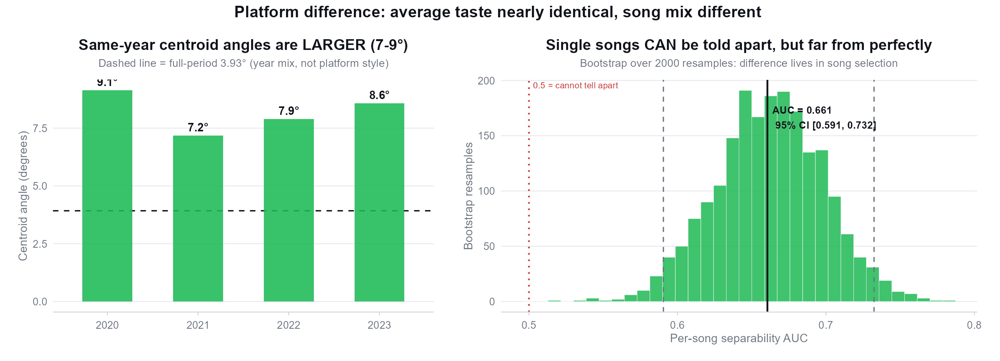 Platform difference: average taste nearly identical, song mix different
Same-year centroid angles are LARGER (7-9°)
Dashed line = full-period 3.93° (year mix, not platform style)
9.1°
7.2°
7.9°
8.6°
Centroid angle (degrees)
7.5
5.0
2.5
0.0
2020
2021
2022
2023
Single songs CAN be told apart, but far from perfectly
Bootstrap over 2000 resamples: difference lives in song selection
0.5 = cannot tell apart
AUC = 0.661
95% CI [0.591, 0.732]
Bootstrap resamples
200
150
100
50
0
0.5
0.6
0.7
0.8
Per-song separability AUC